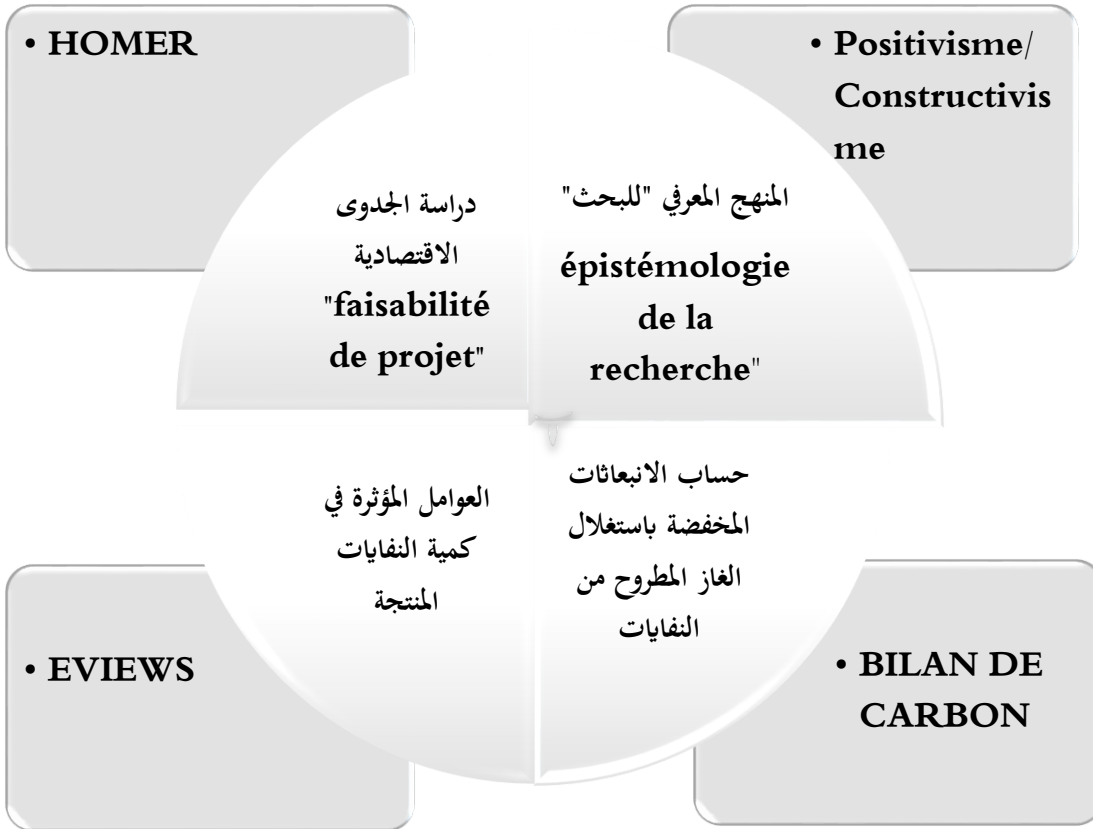 • HOMER
• Positivisme/
Constructivis
me
دراسة الجدوى
الاقتصادية
"faisabilité
de projet"
المنهج المعرفي "للبحث"
épistémologie
de la
recherche"
العوامل المؤثرة في
كمية النفايات
المنتجة
حساب الانبعاثات
المخفضة باستغلال
الغاز المطروح من
النفايات
• EVIEWS
• BILAN DE
CARBON